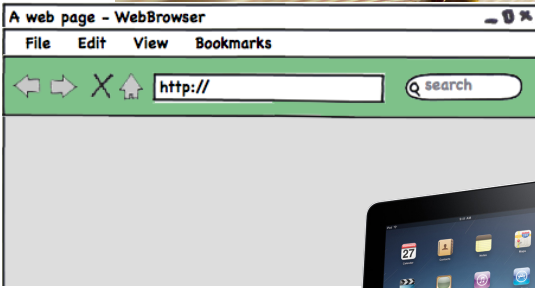 A web page - WebBrowser
File Edit View Bookmarks
http://
search
27